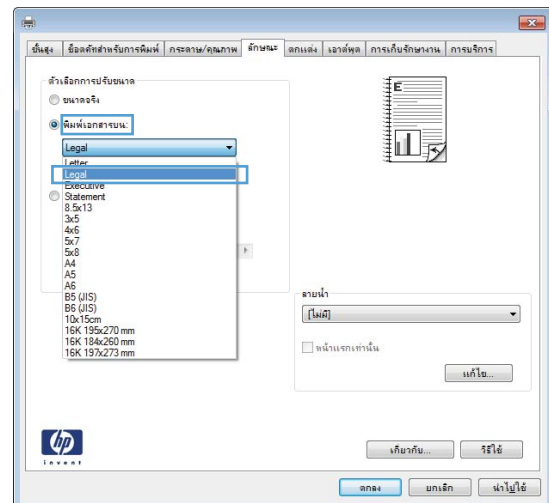 ชั้นสูง ช็อตคัทสำหรับการพิมพ์ กระดาษ/คุณภาพ ลักษณะ ตกแต่ง เอาต์พุต การเก็บรักษางาน การบริการ
ตัวเลือกการปรับขนาด
ขนาดจริง
พิมพ์เอกสารบน:
Legal
Letter
Legal
Executive
Statement
8.5x13
3x5
4x6
5x7
5x8
A4
A5
A6
B5 (JIS)
B6 (JIS)
10x15cm
16K 195x270 mm
16K 184x260 mm
16K 197x273 mm
E
ลายน้ำ
[ไม่มี]
หน้าแรกเท่านั้น
แก้ไข...
hp
invent
เกี่ยวกับ... วิธีใช้
ตกลง ยกเลิก นำไปใช้